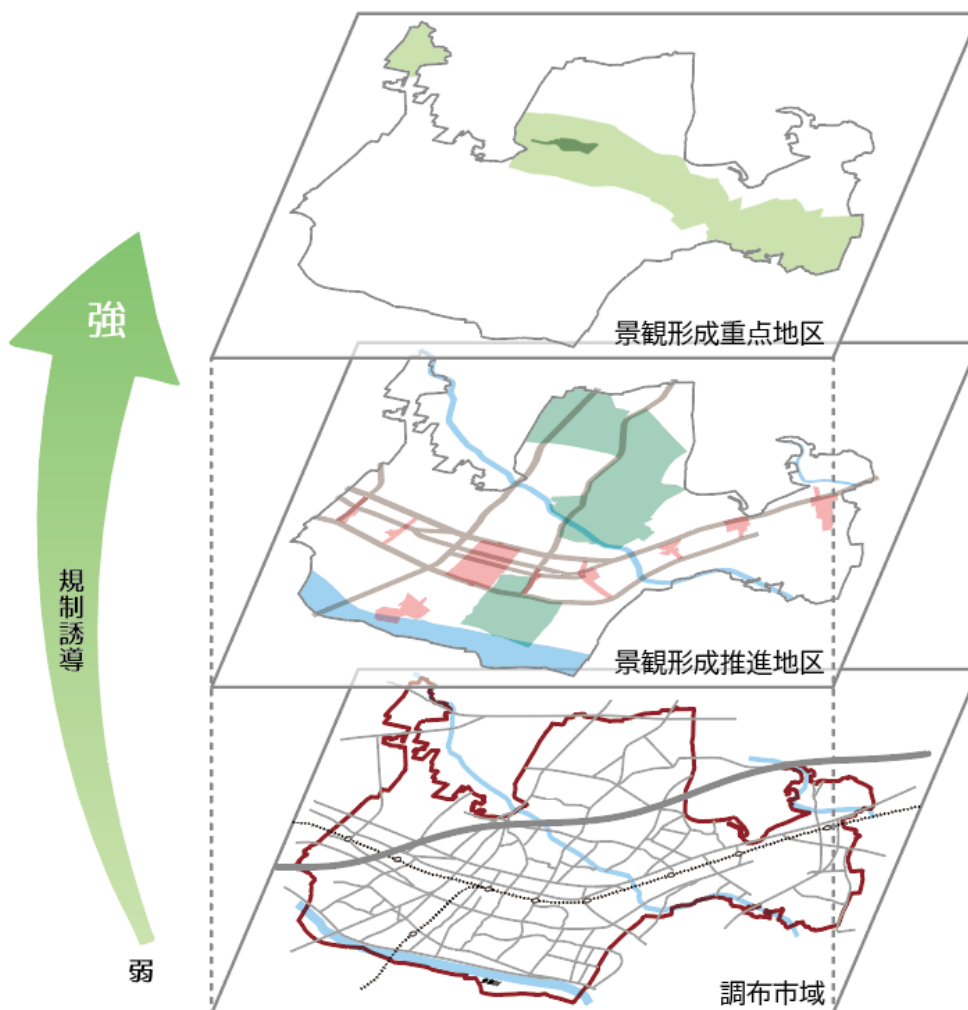 強
景観形成重点地区
規制誘導
景観形成推進地区
弱
調布市域